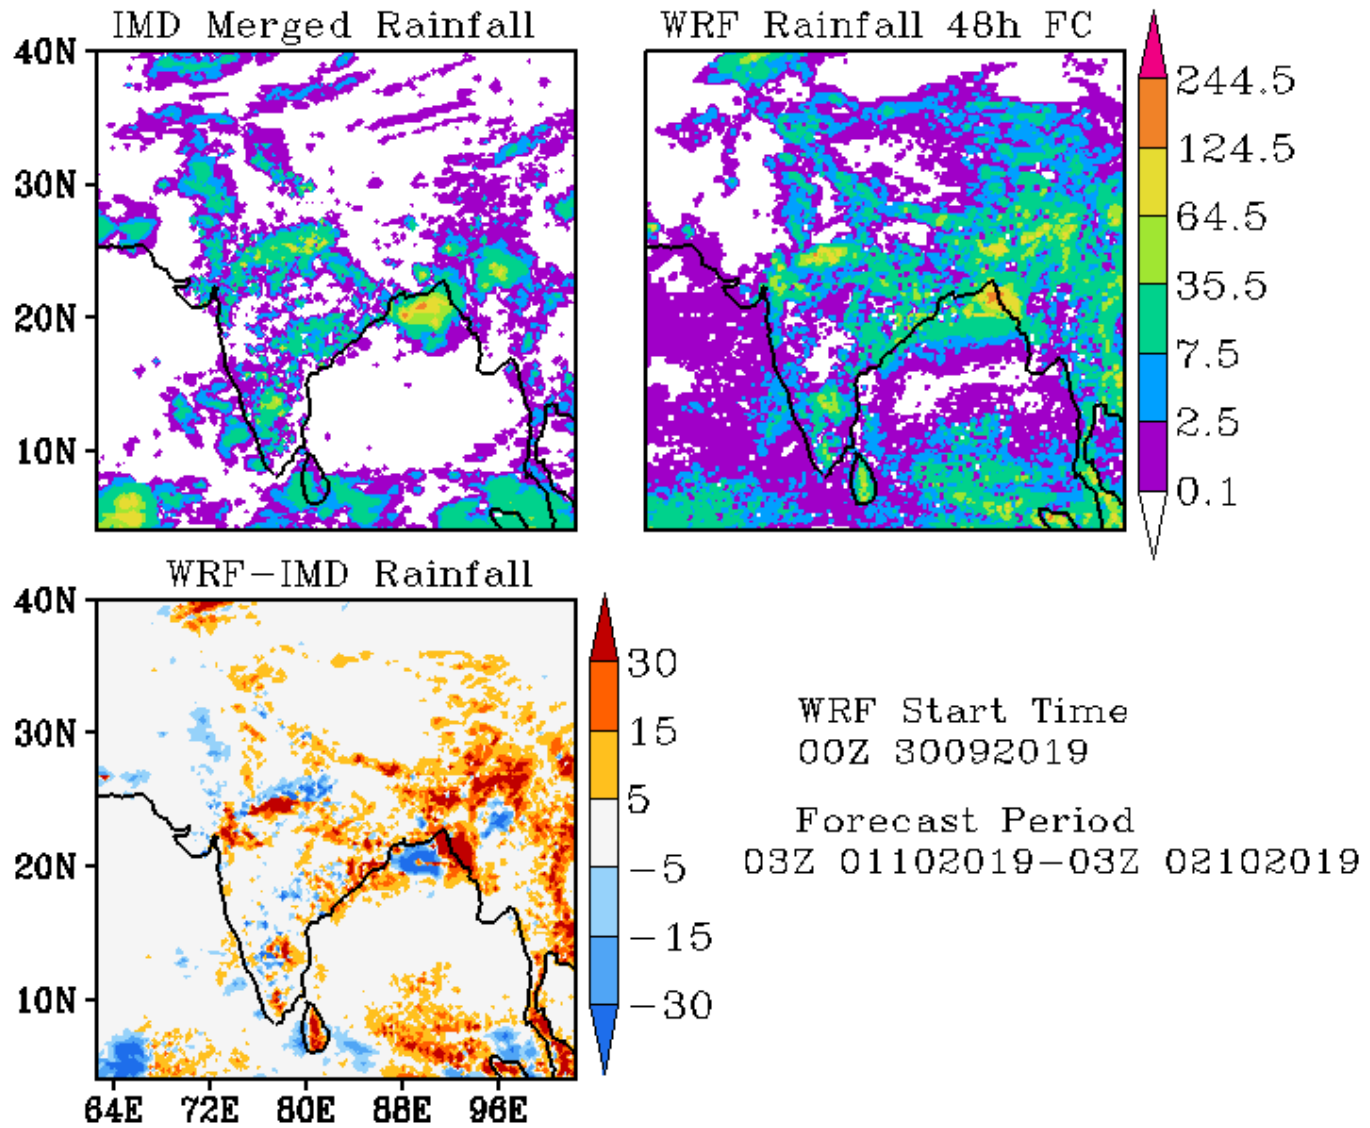 IMD Merged Rainfall
WRF Rainfall 48h FC
40N
30N
20N
10N
244.5
124.5
64.5
35.5
7.5
2.5
0.1
WRF-IMD Rainfall
40N
30N
20N
10N
64E 72E 80E 88E 96E
30
15
5
-5
-15
-30
WRF Start Time
00Z 30092019
Forecast Period
03Z 01102019-03Z 02102019